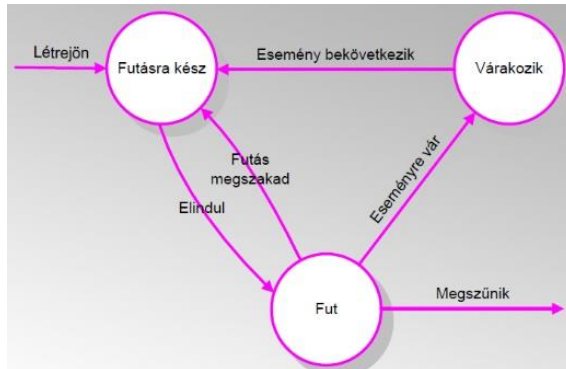 Létrejön
Futásra kész
Esemény bekövetkezik
Várakozik
Futás
megszakad
Elindul
Eseményre vár
Fut
Megszűnik